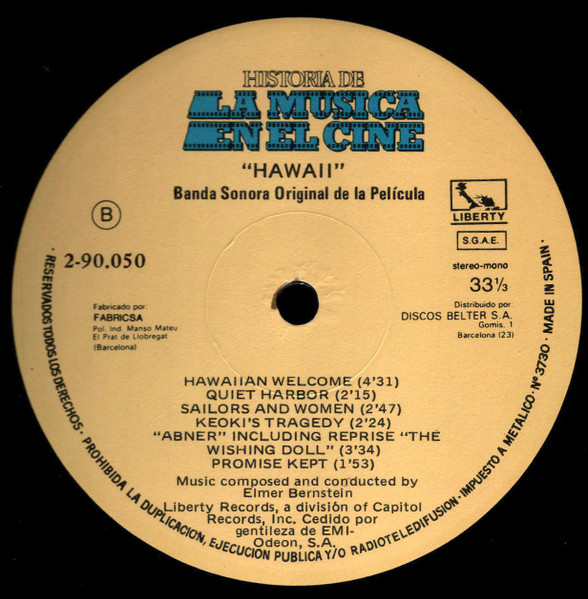 HISTORIA DE
LA MUSICA
EN EL CINE
"HAWAII"
Banda Sonora Original de la Película
B
LIBERTY
S.G.A.E.
2-90.050
stereo-mono
33⅓
Fabricado por:
FABRICSA
Pol. Ind. Manso Mateu
El Prat de Llobregat
(Barcelona)
Distribuido por:
DISCOS BELTER S.A.
Gomis, 1
Barcelona (23)
HAWAIIAN WELCOME (4'31)
QUIET HARBOR (2'15)
SAILORS AND WOMEN (2'47)
KEOKI'S TRAGEDY (2'24)
"ABNER" INCLUDING REPRISE "THE
WISHING DOLL" (3'34)
PROMISE KEPT (1'53)
Music composed and conducted by
Elmer Bernstein
Liberty Records, a división of Capitol
Records, Inc. Cedido por
gentileza de EMI-
Odeon, S.A.
· RESERVADOS TODOS LOS DERECHOS · PROHIBIDA LA DUPLICACION, EJECUCION PUBLICA Y/O RADIOTELEDIFUSION · IMPUESTO A METALICO · Nº 3730 · MADE IN SPAIN ·